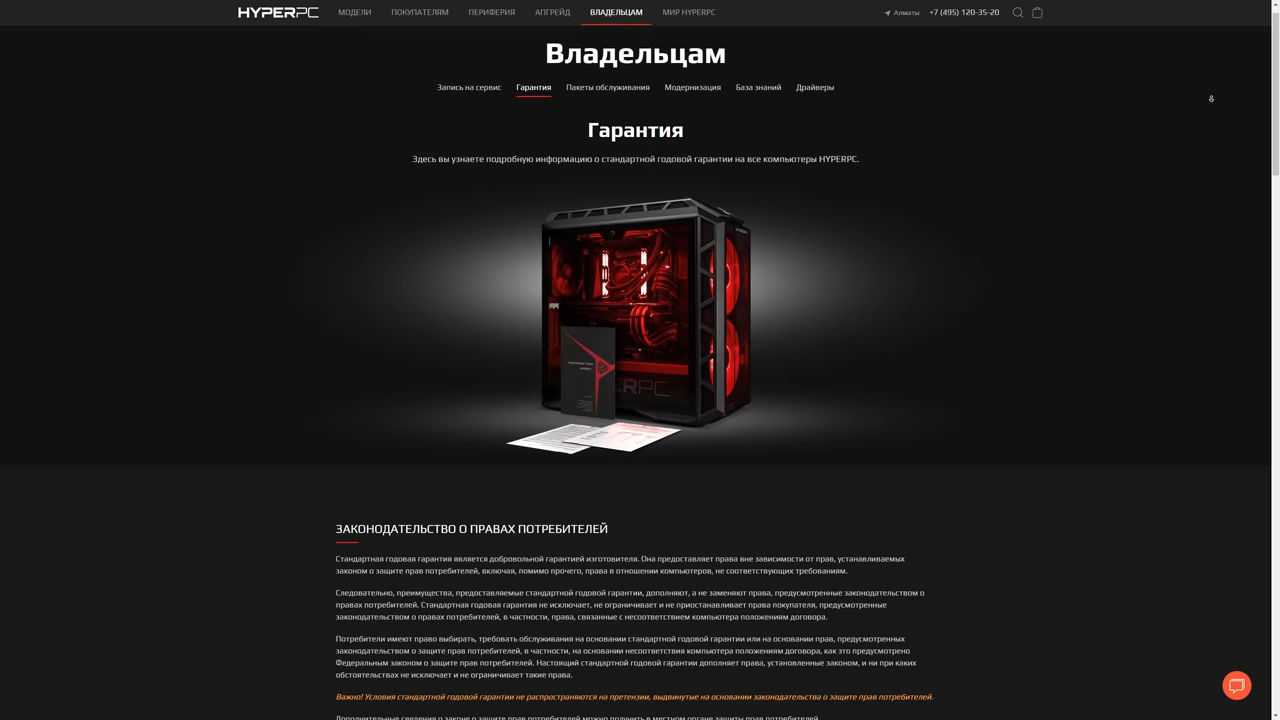 HYPERPC МОДЕЛИ ПОКУПАТЕЛЯМ ПЕРИФЕРИЯ АПГРЕЙД ВЛАДЕЛЬЦАМ МИР HYPERPC Алматы +7 (495) 120-35-20
Владельцам
Запись на сервис Гарантия Пакеты обслуживания Модернизация База знаний Драйверы
Гарантия
Здесь вы узнаете подробную информацию о стандартной годовой гарантии на все компьютеры HYPERPC.
ЗАКОНОДАТЕЛЬСТВО О ПРАВАХ ПОТРЕБИТЕЛЕЙ
Стандартная годовая гарантия является добровольной гарантией изготовителя. Она предоставляет права вне зависимости от прав, устанавливаемых
законом о защите прав потребителей, включая, помимо прочего, права в отношении компьютеров, не соответствующих требованиям.
Следовательно, преимущества, предоставляемые стандартной годовой гарантии, дополняют, а не заменяют права, предусмотренные законодательством о
правах потребителей. Стандартная годовая гарантия не исключает, не ограничивает и не приостанавливает права покупателя, предусмотренные
законодательством о правах потребителей, в частности, права, связанные с несоответствием компьютера положениям договора.
Потребители имеют право выбирать, требовать обслуживания на основании стандартной годовой гарантии или на основании прав, предусмотренных
законодательством о защите прав потребителей, в частности, на основании несоответствия компьютера положениям договора, как это предусмотрено
Федеральным законом о защите прав потребителей. Настоящий стандартной годовой гарантии дополняет права, установленные законом, и ни при каких
обстоятельствах не исключает и не ограничивает такие права.
Важно! Условия стандартной годовой гарантии не распространяются на претензии, выдвинутые на основании законодательства о защите прав потребителей.
Дополнительные сведения о законе о защите прав потребителей можно получить в местном органе защиты прав потребителей.